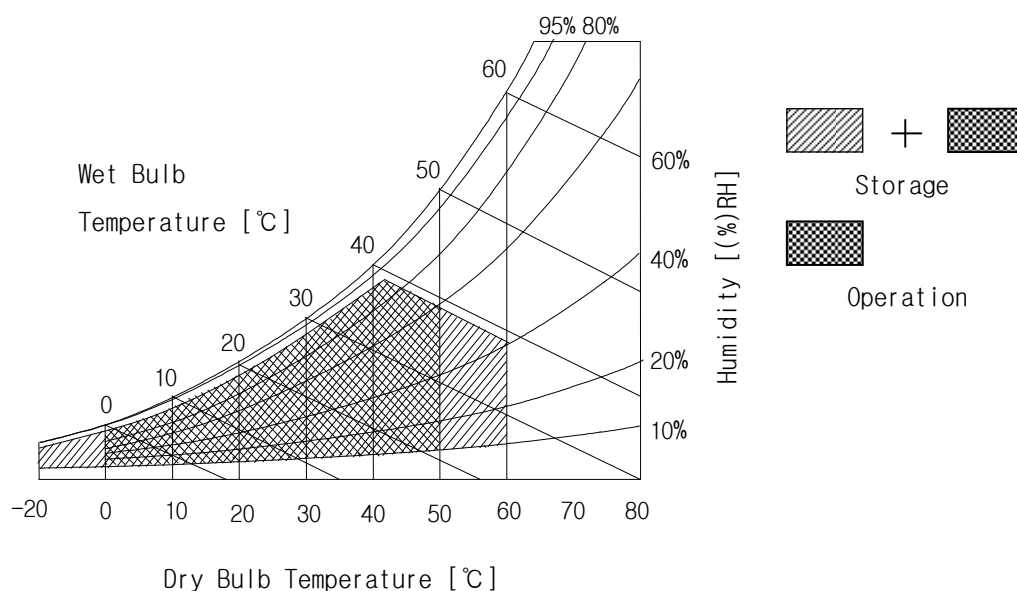 95% 80%
60
50
40
30
20
10
0
Wet Bulb
Temperature [℃]
60%
40%
20%
10%
Humidity [(%)RH]
+
Storage
Operation
-20 0 10 20 30 40 50 60 70 80
Dry Bulb Temperature [℃]